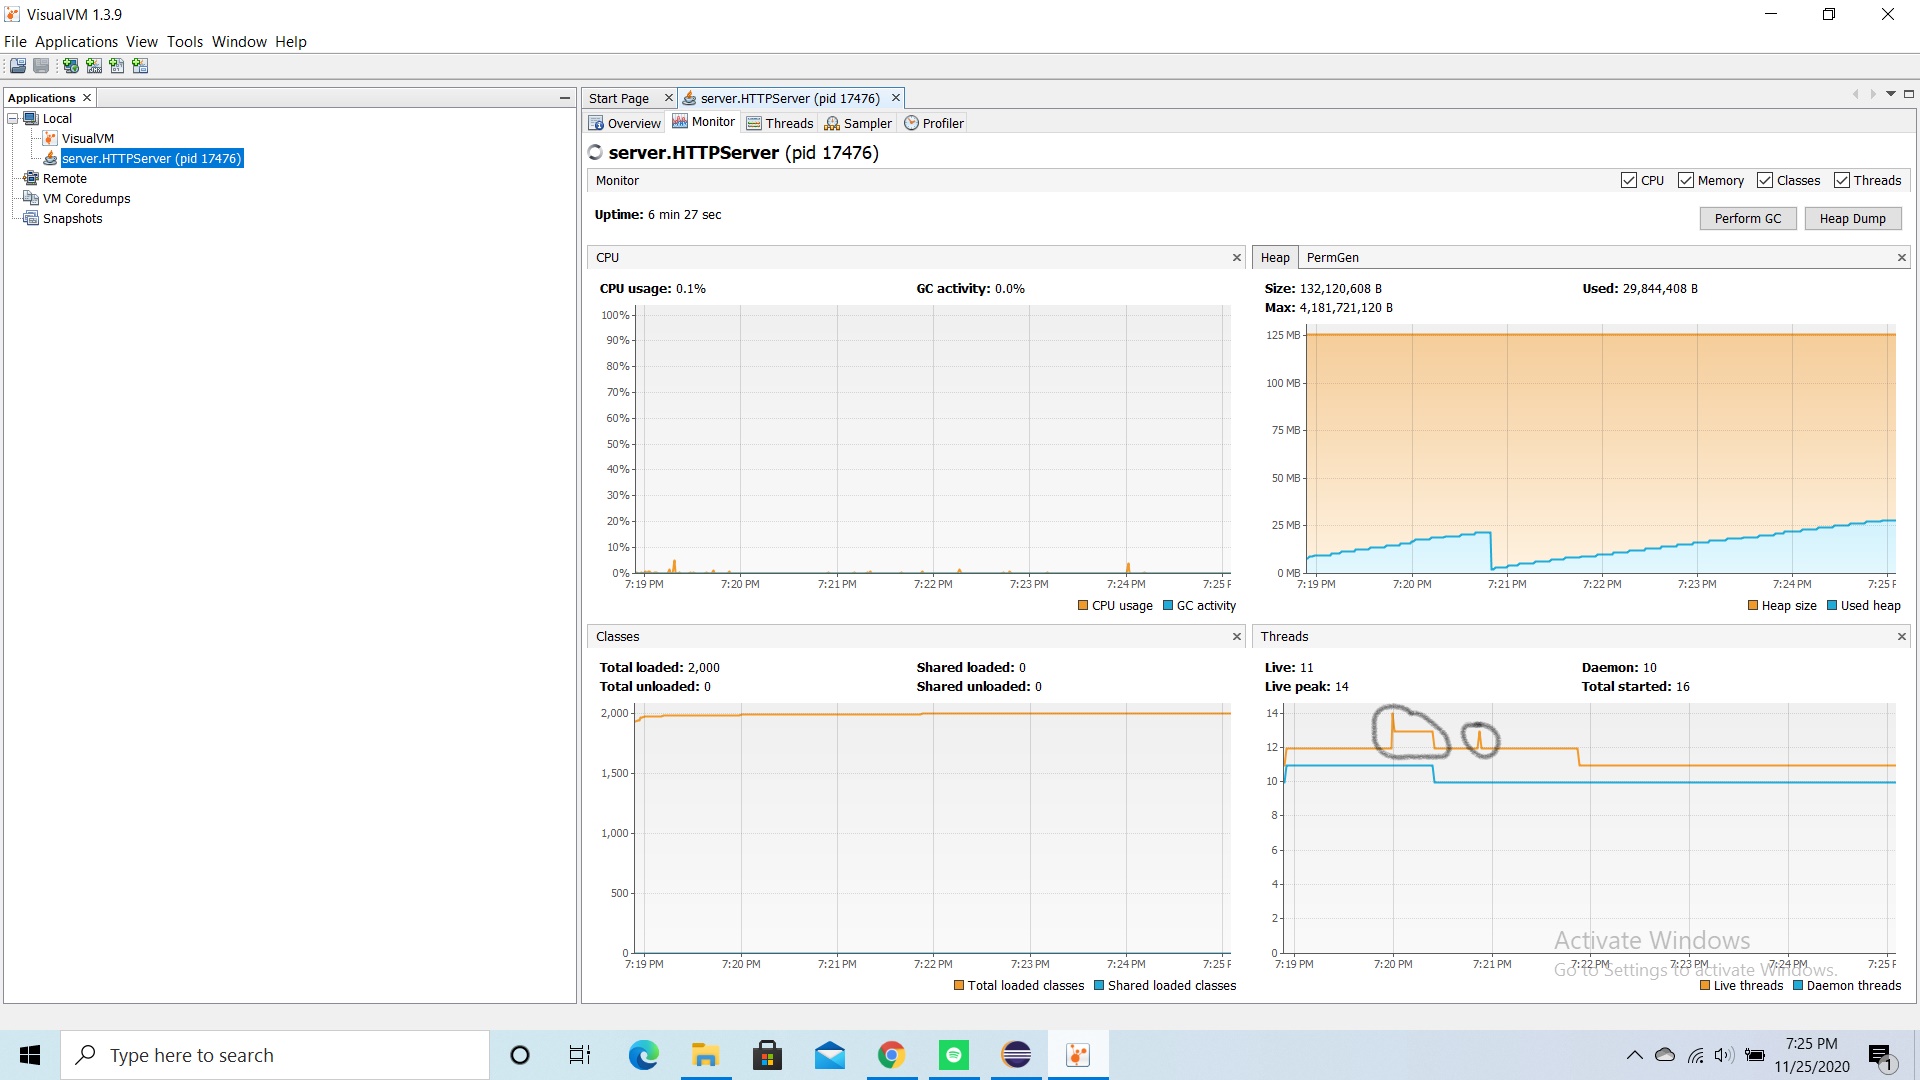 VisualVM 1.3.9
File Applications View Tools Window Help
Applications
Start Page server.HTTPServer (pid 17476)
Local
VisualVM
server.HTTPServer (pid 17476)
Remote
VM Coredumps
Snapshots
Overview Monitor Threads Sampler Profiler
server.HTTPServer (pid 17476)
Monitor CPU Memory Classes Threads
Uptime: 6 min 27 sec
Perform GC Heap Dump
CPU
CPU usage: 0.1% GC activity: 0.0%
100%
90%
80%
70%
60%
50%
40%
30%
20%
10%
0%
7:19 PM 7:20 PM 7:21 PM 7:22 PM 7:23 PM 7:24 PM 7:25 P
CPU usage GC activity
Heap PermGen
Size: 132,120,608 B Used: 29,844,408 B
Max: 4,181,721,120 B
125 MB
100 MB
75 MB
50 MB
25 MB
0 MB
7:19 PM 7:20 PM 7:21 PM 7:22 PM 7:23 PM 7:24 PM 7:25 P
Heap size Used heap
Classes
Total loaded: 2,000 Shared loaded: 0
Total unloaded: 0 Shared unloaded: 0
2,000
1,500
1,000
500
0
7:19 PM 7:20 PM 7:21 PM 7:22 PM 7:23 PM 7:24 PM 7:25 P
Total loaded classes Shared loaded classes
Threads
Live: 11 Daemon: 10
Live peak: 14 Total started: 16
14
12
10
8
6
4
2
0
7:19 PM 7:20 PM 7:21 PM 7:22 PM 7:23 PM 7:24 PM 7:25 P
Live threads Daemon threads
Activate Windows
Go to Settings to activate Windows.
Type here to search
7:25 PM
11/25/2020
1